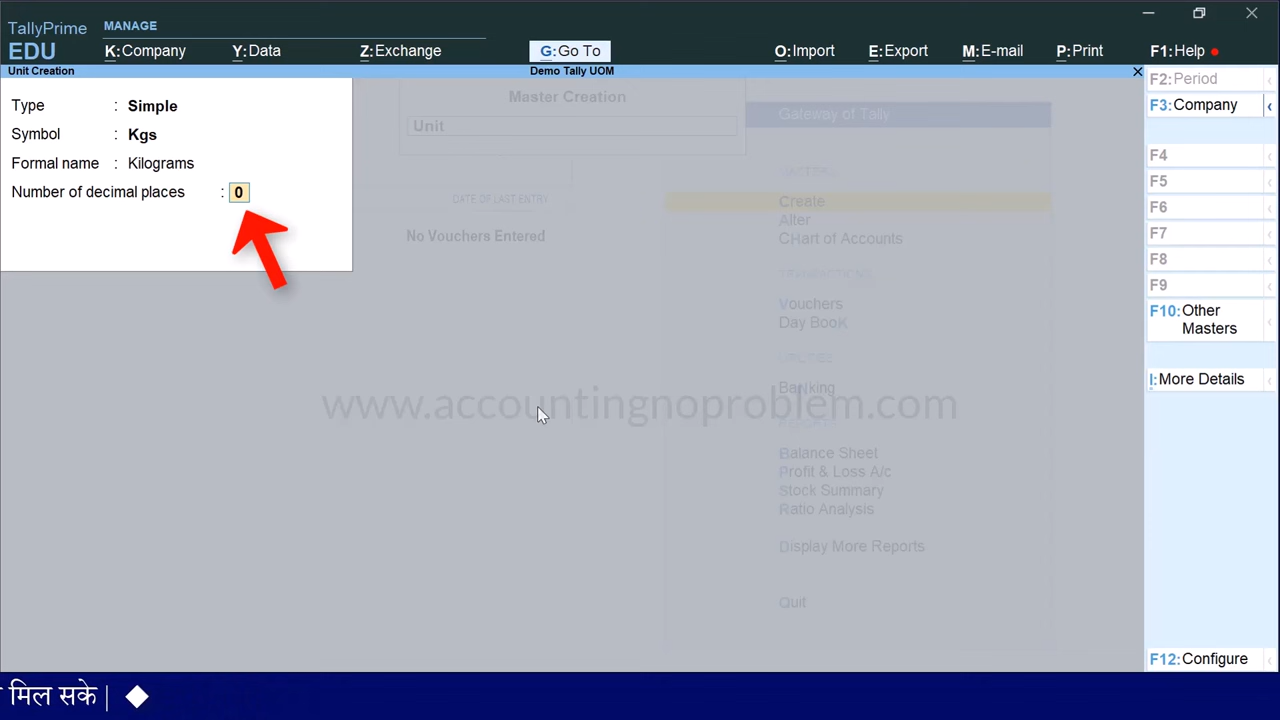 TallyPrime
EDU
MANAGE
K:Company
Y:Data
Z:Exchange
G:Go To
O:Import
E:Export
M:E-mail
P:Print
F1:Help
Unit Creation
Demo Tally UOM
Type : Simple
Symbol : Kgs
Formal name : Kilograms
Number of decimal places : 0
Master Creation
Unit
DATE OF LAST ENTRY
No Vouchers Entered
Gateway of Tally
MASTERS
Create
Alter
CHart of Accounts
TRANSACTIONS
Vouchers
Day BooK
UTILITIES
BaNking
REPORTS
Balance Sheet
Profit & Loss A/c
Stock Summary
Ratio Analysis
Display More Reports
Quit
F2:Period
F3:Company
F4
F5
F6
F7
F8
F9
F10:Other
Masters
I:More Details
F12:Configure
www.accountingnoproblem.com
मिल सके |